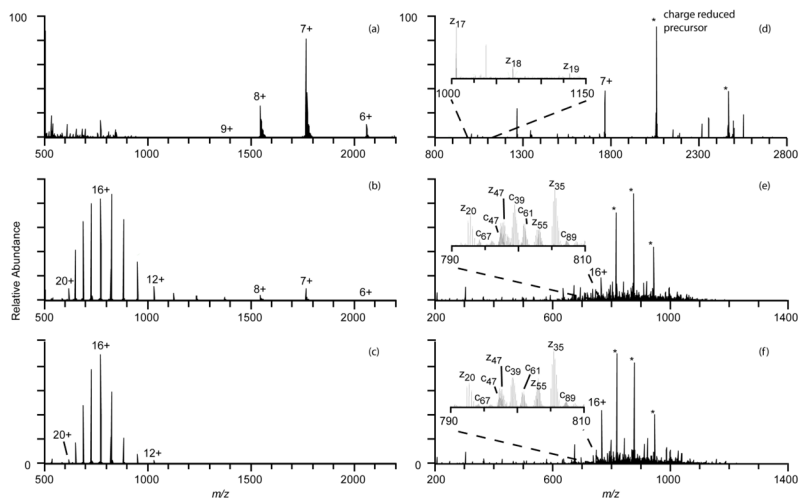 100
(a)
7+
8+
9+
6+
500
1000
1500
2000
(b)
16+
20+
12+
8+
7+
6+
500
1000
1500
2000
(c)
16+
20+
12+
0
500
1000
1500
2000
m/z
Relative Abundance
100
* charge reduced
precursor
(d)
z17
z18
z19
1000
1150
7+
*
800
1300
1800
2300
2800
(e)
z35
z47
c39
c61
z20
c47
z55
c67
c89
790
810
16+
*
*
*
200
600
1000
1400
(f)
z35
z47
c39
c61
z20
c47
z55
c67
c89
790
810
16+
*
*
*
0
200
600
1000
1400
m/z